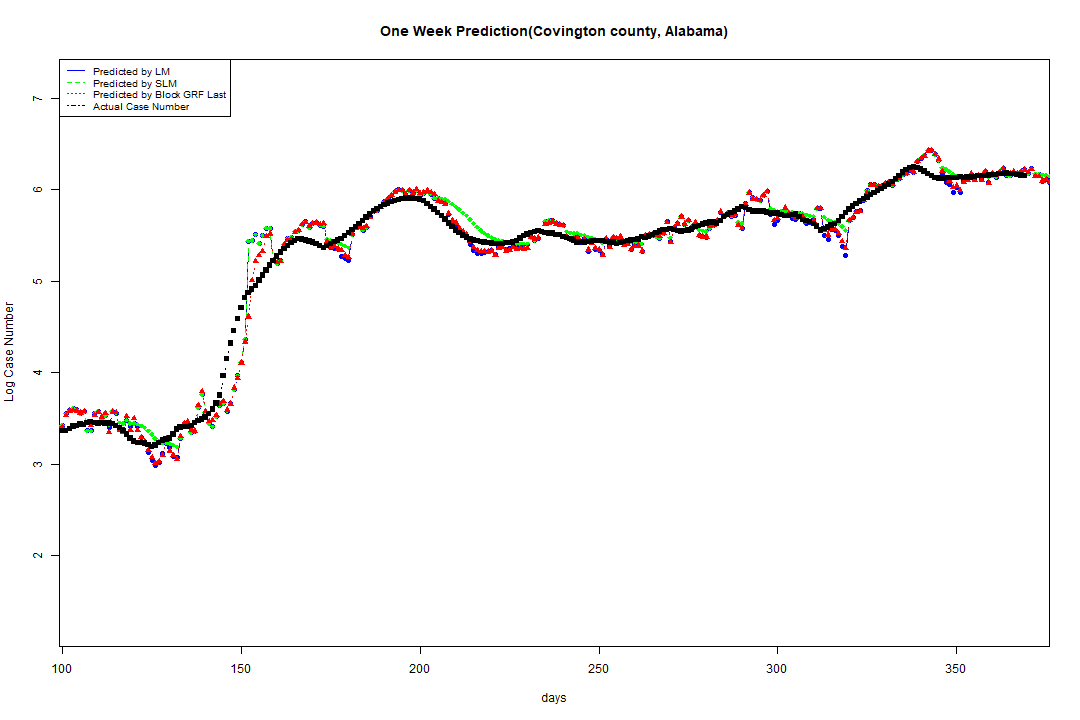 One Week Prediction(Covington county, Alabama)
Predicted by LM
Predicted by SLM
Predicted by Block GRF Last
Actual Case Number
7
6
5
4
3
2
Log Case Number
100 150 200 250 300 350
days